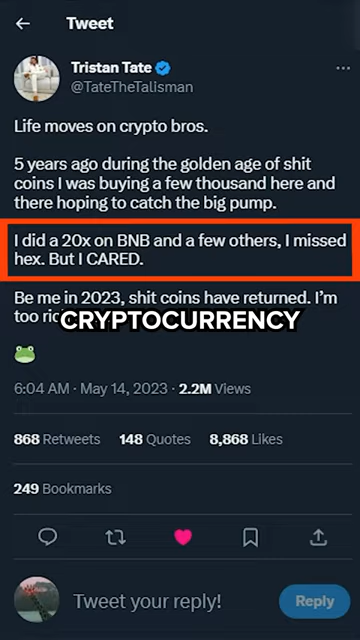 Tweet
Tristan Tate
@TateTheTalisman
Life moves on crypto bros.
5 years ago during the golden age of shit
coins I was buying a few thousand here and
there hoping to catch the big pump.
I did a 20x on BNB and a few others, I missed
hex. But I CARED.
Be me in 2023, shit coins have returned. I'm
too
CRYPTOCURRENCY
6:04 AM · May 14, 2023 · 2.2M Views
868 Retweets 148 Quotes 8,868 Likes
249 Bookmarks
Tweet your reply!
Reply